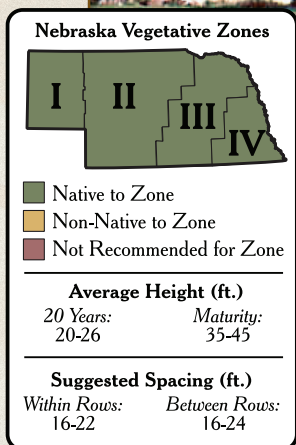 Nebraska Vegetative Zones
I
II
III
IV
Native to Zone
Non-Native to Zone
Not Recommended for Zone
Average Height (ft.)
20 Years: Maturity:
20-26 35-45
Suggested Spacing (ft.)
Within Rows: Between Rows:
16-22 16-24